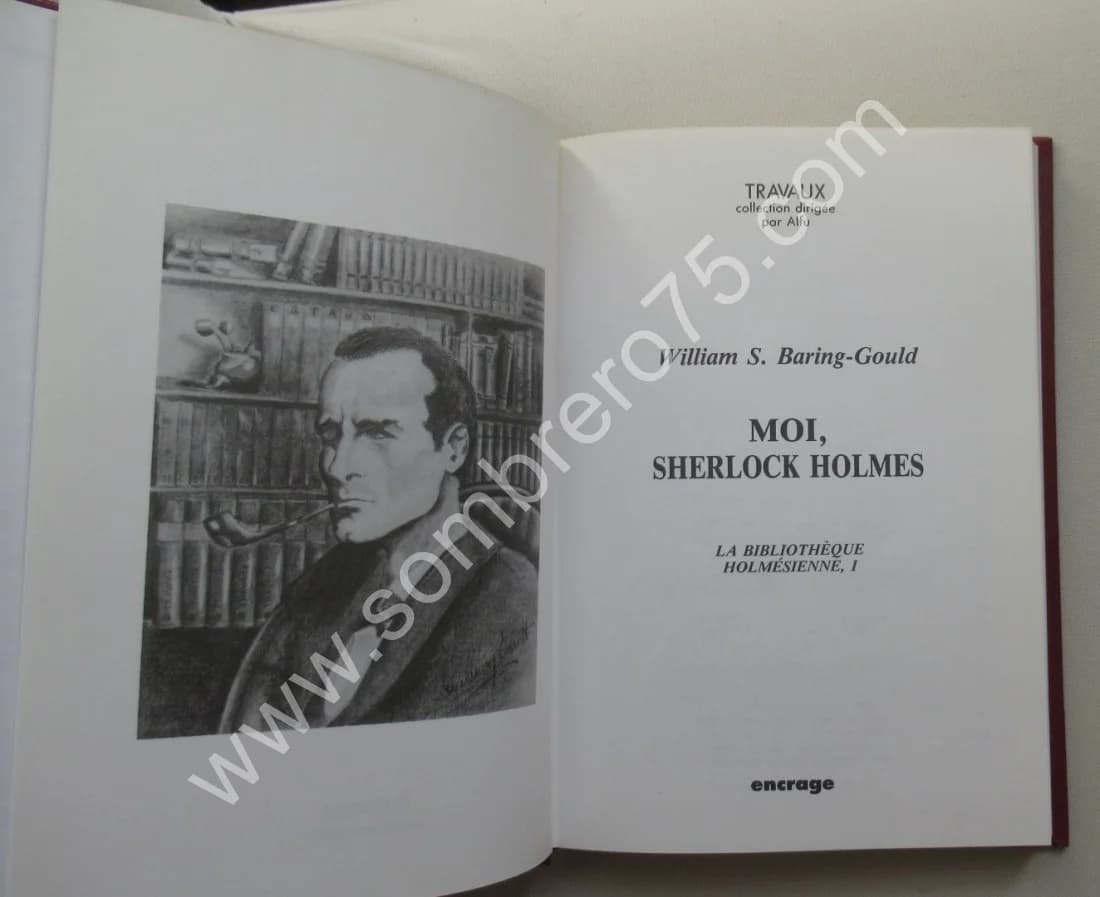 TRAVAUX
collection dirigée
par Alfu
William S. Baring-Gould
MOI,
SHERLOCK HOLMES
LA BIBLIOTHÈQUE
HOLMÉSIENNE, I
encrage
www.sombrero75.com